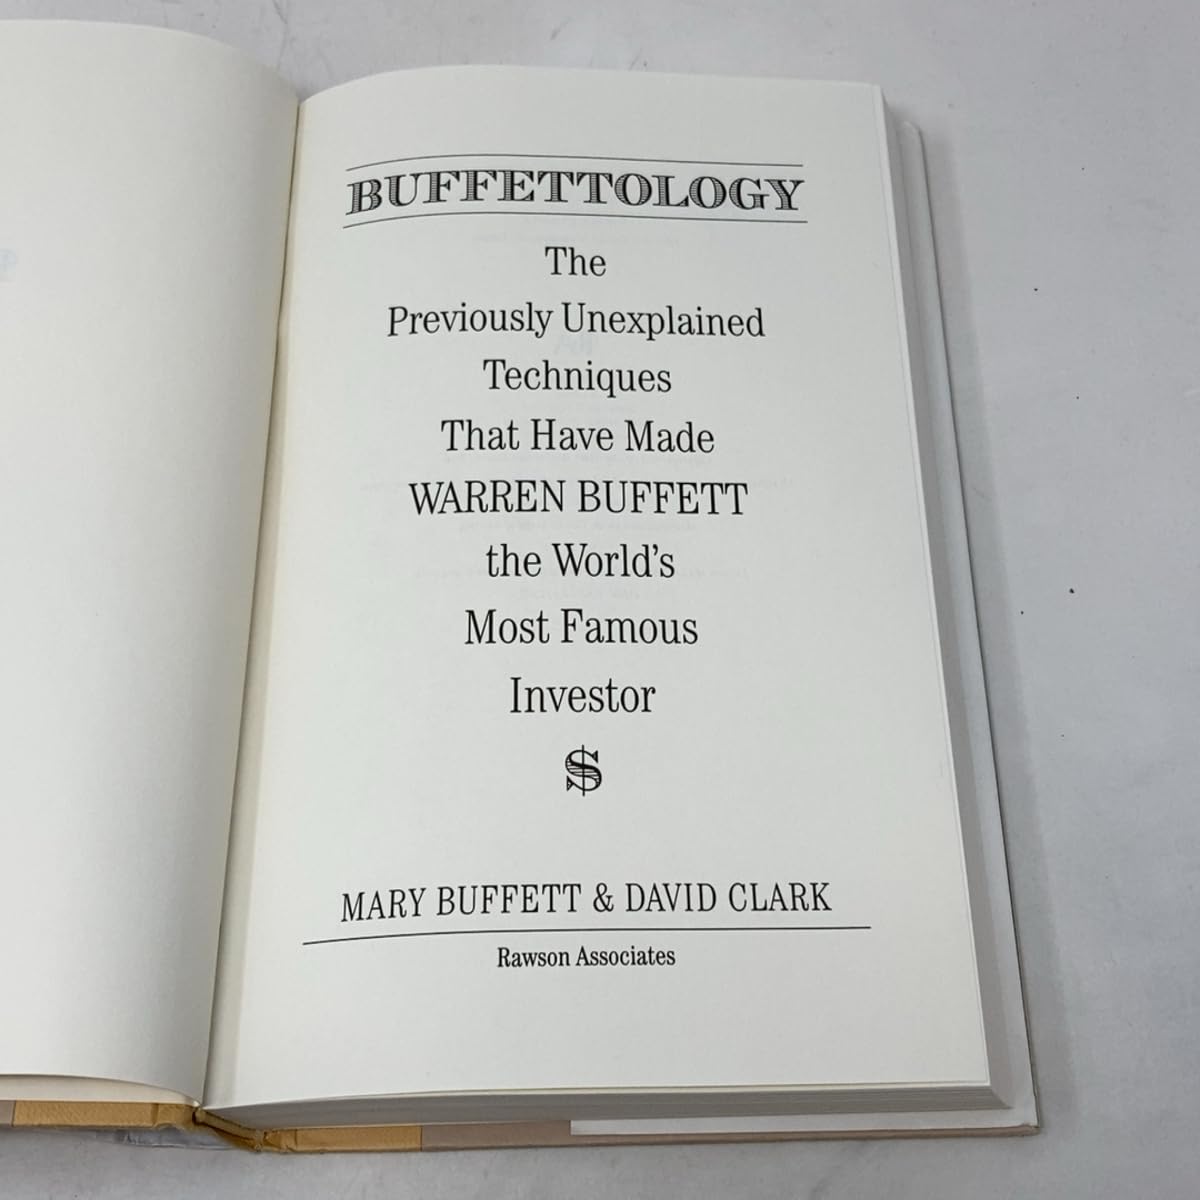 BUFFETTOLOGY
The
Previously Unexplained
Techniques
That Have Made
WARREN BUFFETT
the World's
Most Famous
Investor
$
MARY BUFFETT & DAVID CLARK
Rawson Associates